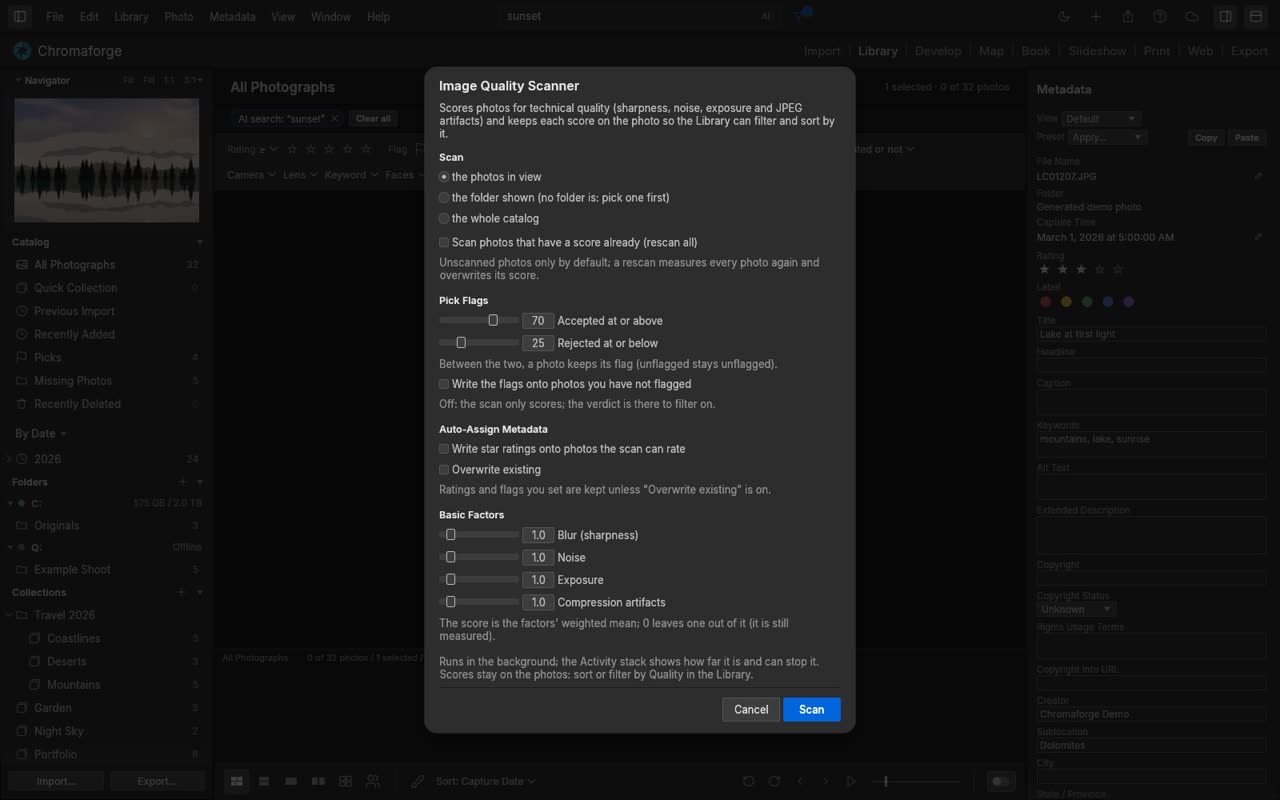 File Edit Library Photo Metadata View Window Help
sunset
AI
Chromaforge
Import Library Develop Map Book Slideshow Print Web Export
Navigator Fit Fill 1:1 3:1
Catalog
All Photographs 32
Quick Collection 0
Previous Import
Recently Added
Picks 4
Missing Photos 5
Recently Deleted 0
By Date
2026 24
Folders
C: 575 GB / 2.0 TB
Originals 3
Q: Offline
Example Shoot 5
Collections
Travel 2026
Coastlines 5
Deserts 3
Mountains 5
Garden 3
Night Sky 2
Portfolio 8
Import... Export...
All Photographs 1 selected · 0 of 32 photos
AI search: "sunset" Clear all
Rating ≥ Flag
Camera Lens Keyword Faces
or not
All Photographs 0 of 32 photos / 1 selected /
Sort: Capture Date
Image Quality Scanner
Scores photos for technical quality (sharpness, noise, exposure and JPEG
artifacts) and keeps each score on the photo so the Library can filter and sort by
it.
Scan
the photos in view
the folder shown (no folder is: pick one first)
the whole catalog
Scan photos that have a score already (rescan all)
Unscanned photos only by default; a rescan measures every photo again and
overwrites its score.
Pick Flags
70 Accepted at or above
25 Rejected at or below
Between the two, a photo keeps its flag (unflagged stays unflagged).
Write the flags onto photos you have not flagged
Off: the scan only scores; the verdict is there to filter on.
Auto-Assign Metadata
Write star ratings onto photos the scan can rate
Overwrite existing
Ratings and flags you set are kept unless "Overwrite existing" is on.
Basic Factors
1.0 Blur (sharpness)
1.0 Noise
1.0 Exposure
1.0 Compression artifacts
The score is the factors' weighted mean; 0 leaves one out of it (it is still
measured).
Runs in the background; the Activity stack shows how far it is and can stop it.
Scores stay on the photos: sort or filter by Quality in the Library.
Cancel Scan
Metadata
View Default
Preset Apply... Copy Paste
File Name
LC01207.JPG
Folder
Generated demo photo
Capture Time
March 1, 2026 at 5:00:00 AM
Rating
Label
Title
Lake at first light
Headline
Caption
Keywords
mountains, lake, sunrise
Alt Text
Extended Description
Copyright
Copyright Status
Unknown
Rights Usage Terms
Copyright Info URL
Creator
Chromaforge Demo
Sublocation
Dolomites
City
State / Province